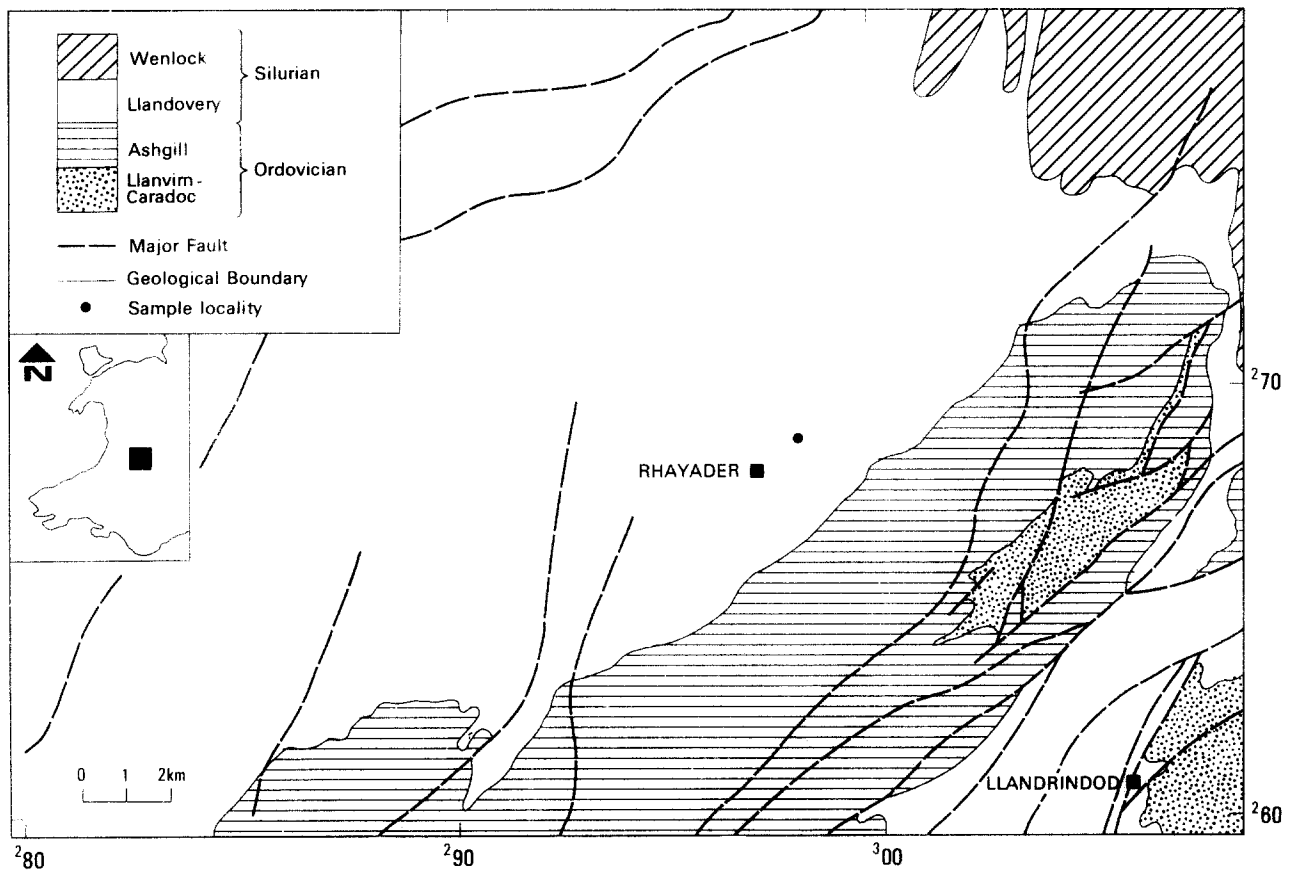 Wenlock
Silurian
Llandovery
Ashgill
Ordovician
Llanvirn -
Caradoc
Major Fault
Geological Boundary
Sample locality
N
²70
RHAYADER
0 1 2km
LLANDRINDOD
²60
²80
²90
³00